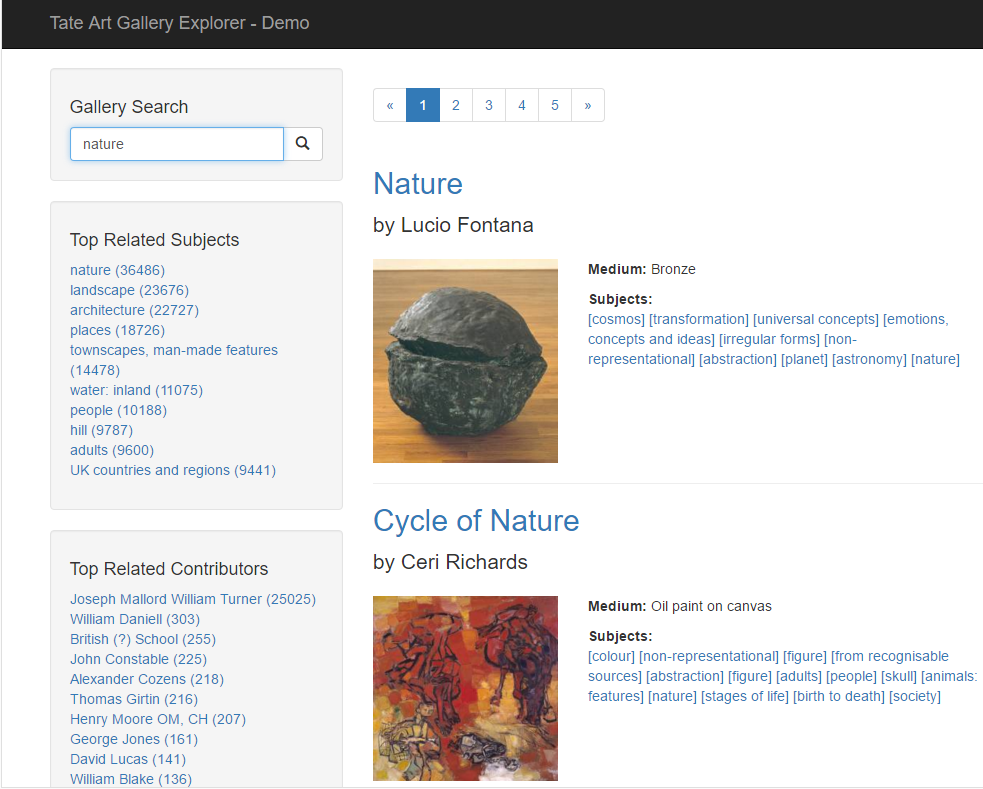 Tate Art Gallery Explorer - Demo
Gallery Search
nature
Top Related Subjects
nature (36486)
landscape (23676)
architecture (22727)
places (18726)
townscapes, man-made features
(14478)
water: inland (11075)
people (10188)
hill (9787)
adults (9600)
UK countries and regions (9441)
Top Related Contributors
Joseph Mallord William Turner (25025)
William Daniell (303)
British (?) School (255)
John Constable (225)
Alexander Cozens (218)
Thomas Girtin (216)
Henry Moore OM, CH (207)
George Jones (161)
David Lucas (141)
William Blake (136)
« 1 2 3 4 5 »
Nature
by Lucio Fontana
Medium: Bronze
Subjects:
[cosmos] [transformation] [universal concepts] [emotions,
concepts and ideas] [irregular forms] [non-
representational] [abstraction] [planet] [astronomy] [nature]
Cycle of Nature
by Ceri Richards
Medium: Oil paint on canvas
Subjects:
[colour] [non-representational] [figure] [from recognisable
sources] [abstraction] [figure] [adults] [people] [skull] [animals:
features] [nature] [stages of life] [birth to death] [society]